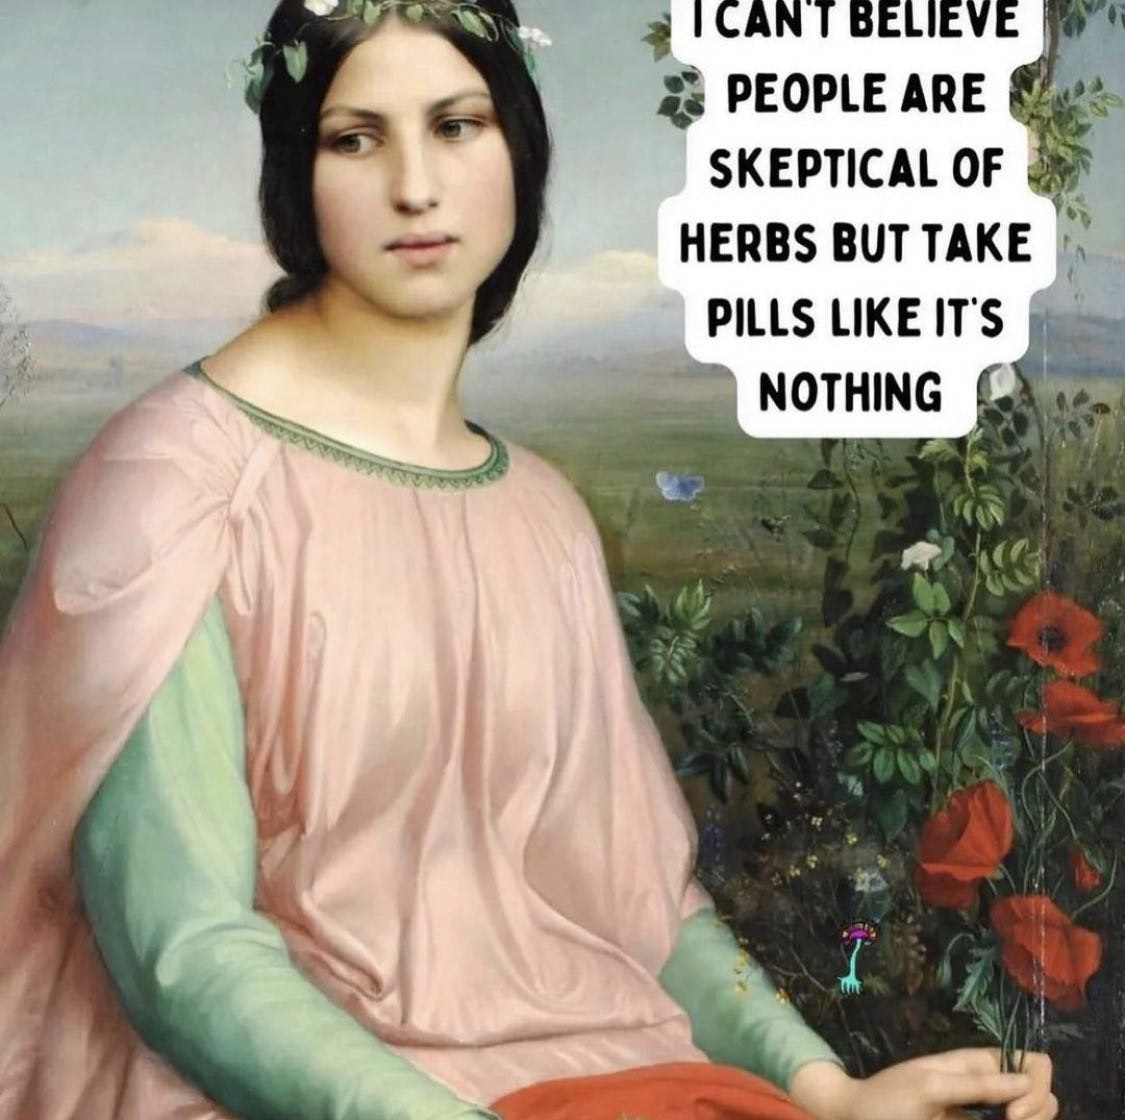 I CAN'T BELIEVE
PEOPLE ARE
SKEPTICAL OF
HERBS BUT TAKE
PILLS LIKE IT'S
NOTHING